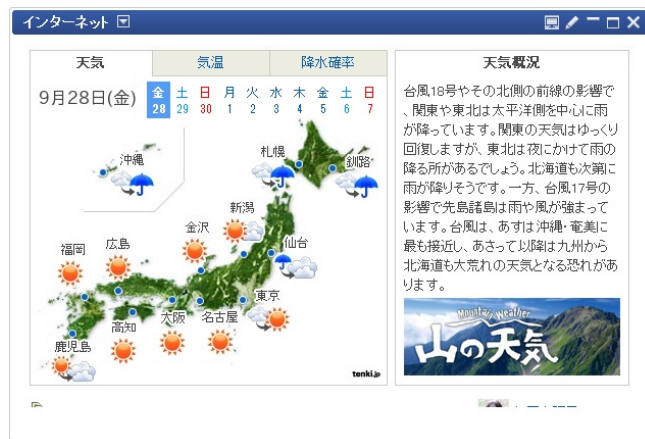 インターネット
天気
気温
降水確率
9月28日(金)
金 土 日 月 火 水 木 金 土 日
28 29 30 1 2 3 4 5 6 7
沖縄
札幌
釧路
新潟
金沢
仙台
福岡
広島
東京
高知
大阪
名古屋
鹿児島
tenki.jp
天気概況
台風18号やその北側の前線の影響で
、関東や東北は太平洋側を中心に雨
が降っています。関東の天気はゆっくり
回復しますが、東北は夜にかけて雨の
降る所があるでしょう。北海道も次第に
雨が降りそうです。一方、台風17号の
影響で先島諸島は雨や風が強まって
います。台風は、あすは沖縄・奄美に
最も接近し、あさって以降は九州から
北海道も大荒れの天気となる恐れがあ
ります。
Mountain Weather
山の天気